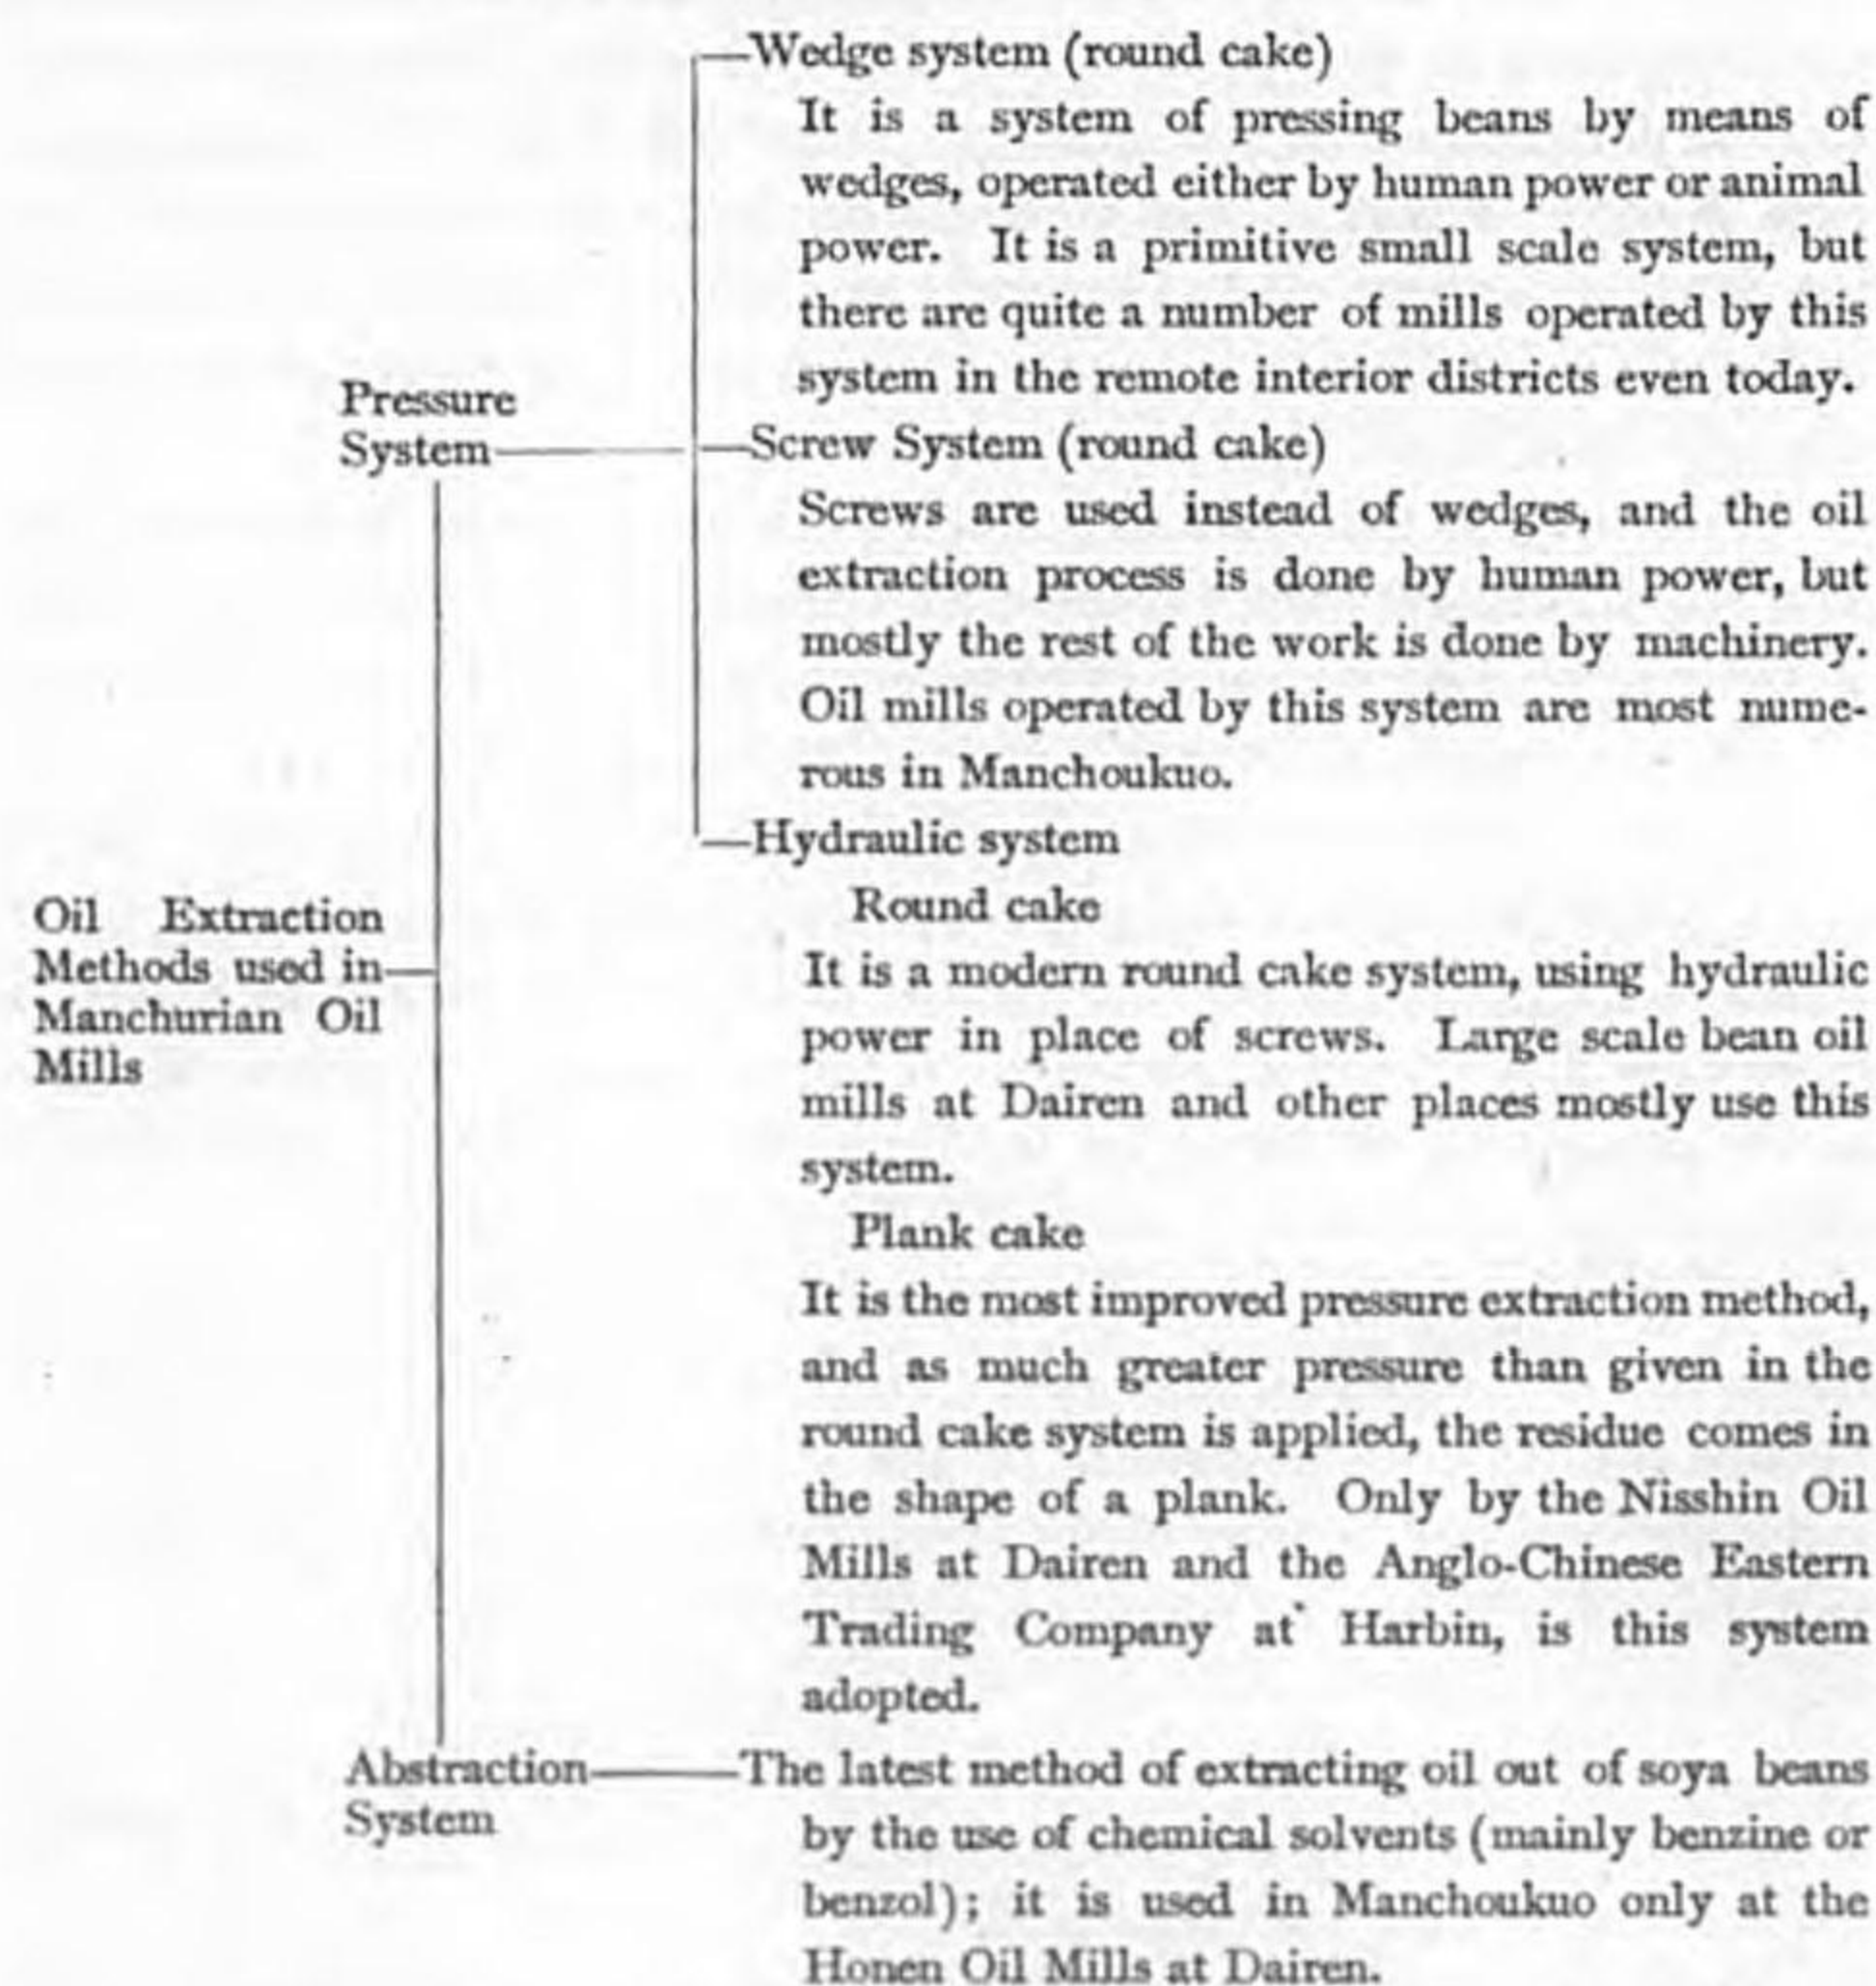 Wedge system (round cake)
It is a system of pressing beans by means of
wedges, operated either by human power or animal
power. It is a primitive small scale system, but
there are quite a number of mills operated by this
system in the remote interior districts even today.
Pressure
System
Screw System (round cake)
Screws are used instead of wedges, and the oil
extraction process is done by human power, but
mostly the rest of the work is done by machinery.
Oil mills operated by this system are most nume-
rous in Manchoukuo.
Hydraulic system
Oil Extraction
Methods used in
Manchurian Oil
Mills
Round cake
It is a modern round cake system, using hydraulic
power in place of screws. Large scale bean oil
mills at Dairen and other places mostly use this
system.
Plank cake
It is the most improved pressure extraction method,
and as much greater pressure than given in the
round cake system is applied, the residue comes in
the shape of a plank. Only by the Nisshin Oil
Mills at Dairen and the Anglo-Chinese Eastern
Trading Company at Harbin, is this system
adopted.
Abstraction
System
The latest method of extracting oil out of soya beans
by the use of chemical solvents (mainly benzine or
benzol); it is used in Manchoukuo only at the
Honen Oil Mills at Dairen.